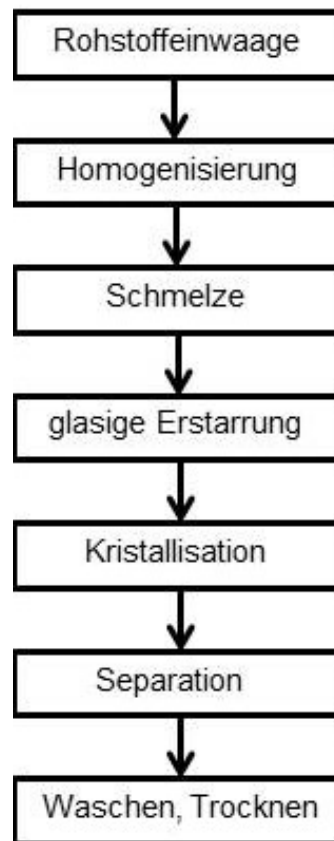 Rohstoffeinwaage
Homogenisierung
Schmelze
glasige Erstarrung
Kristallisation
Separation
Waschen, Trocknen